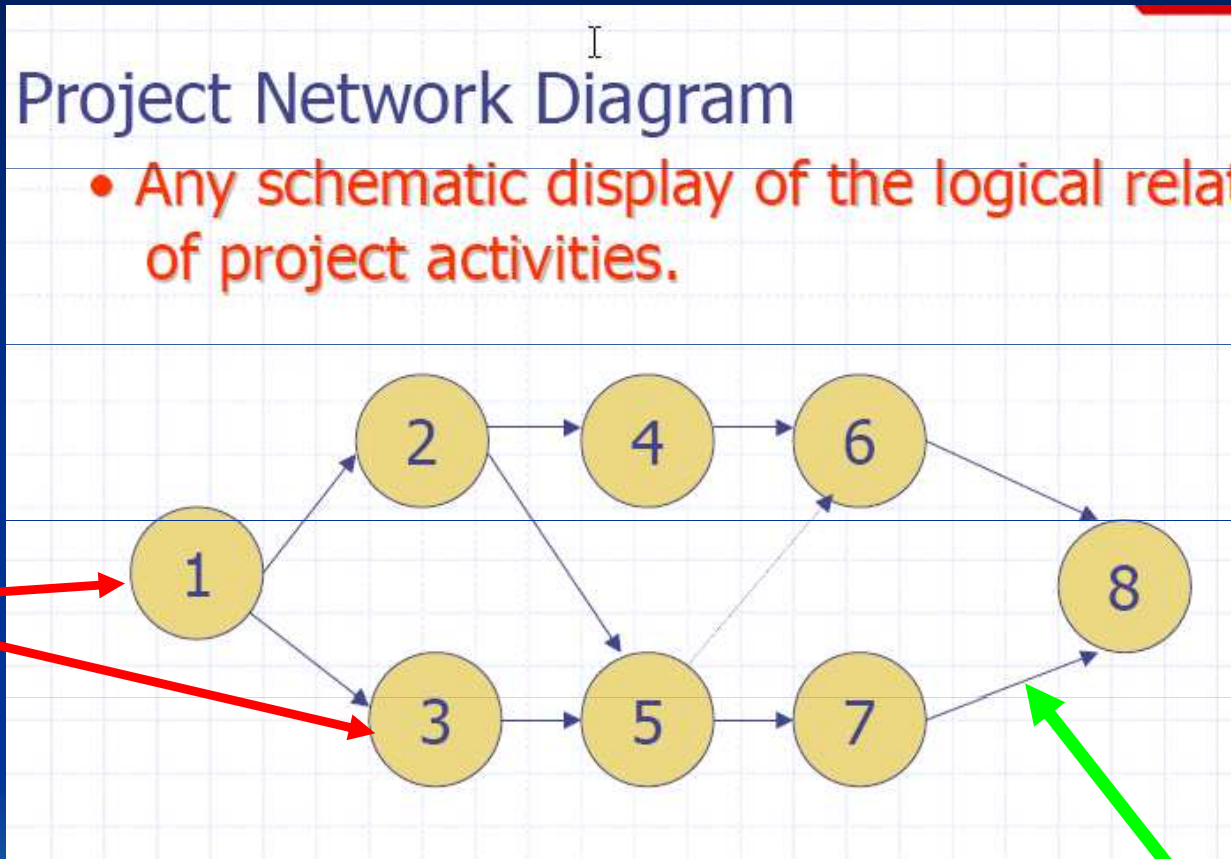 Project Network Diagram
• Any schematic display of the logical
of project activities.
2 4 6
1 8
3 5 7